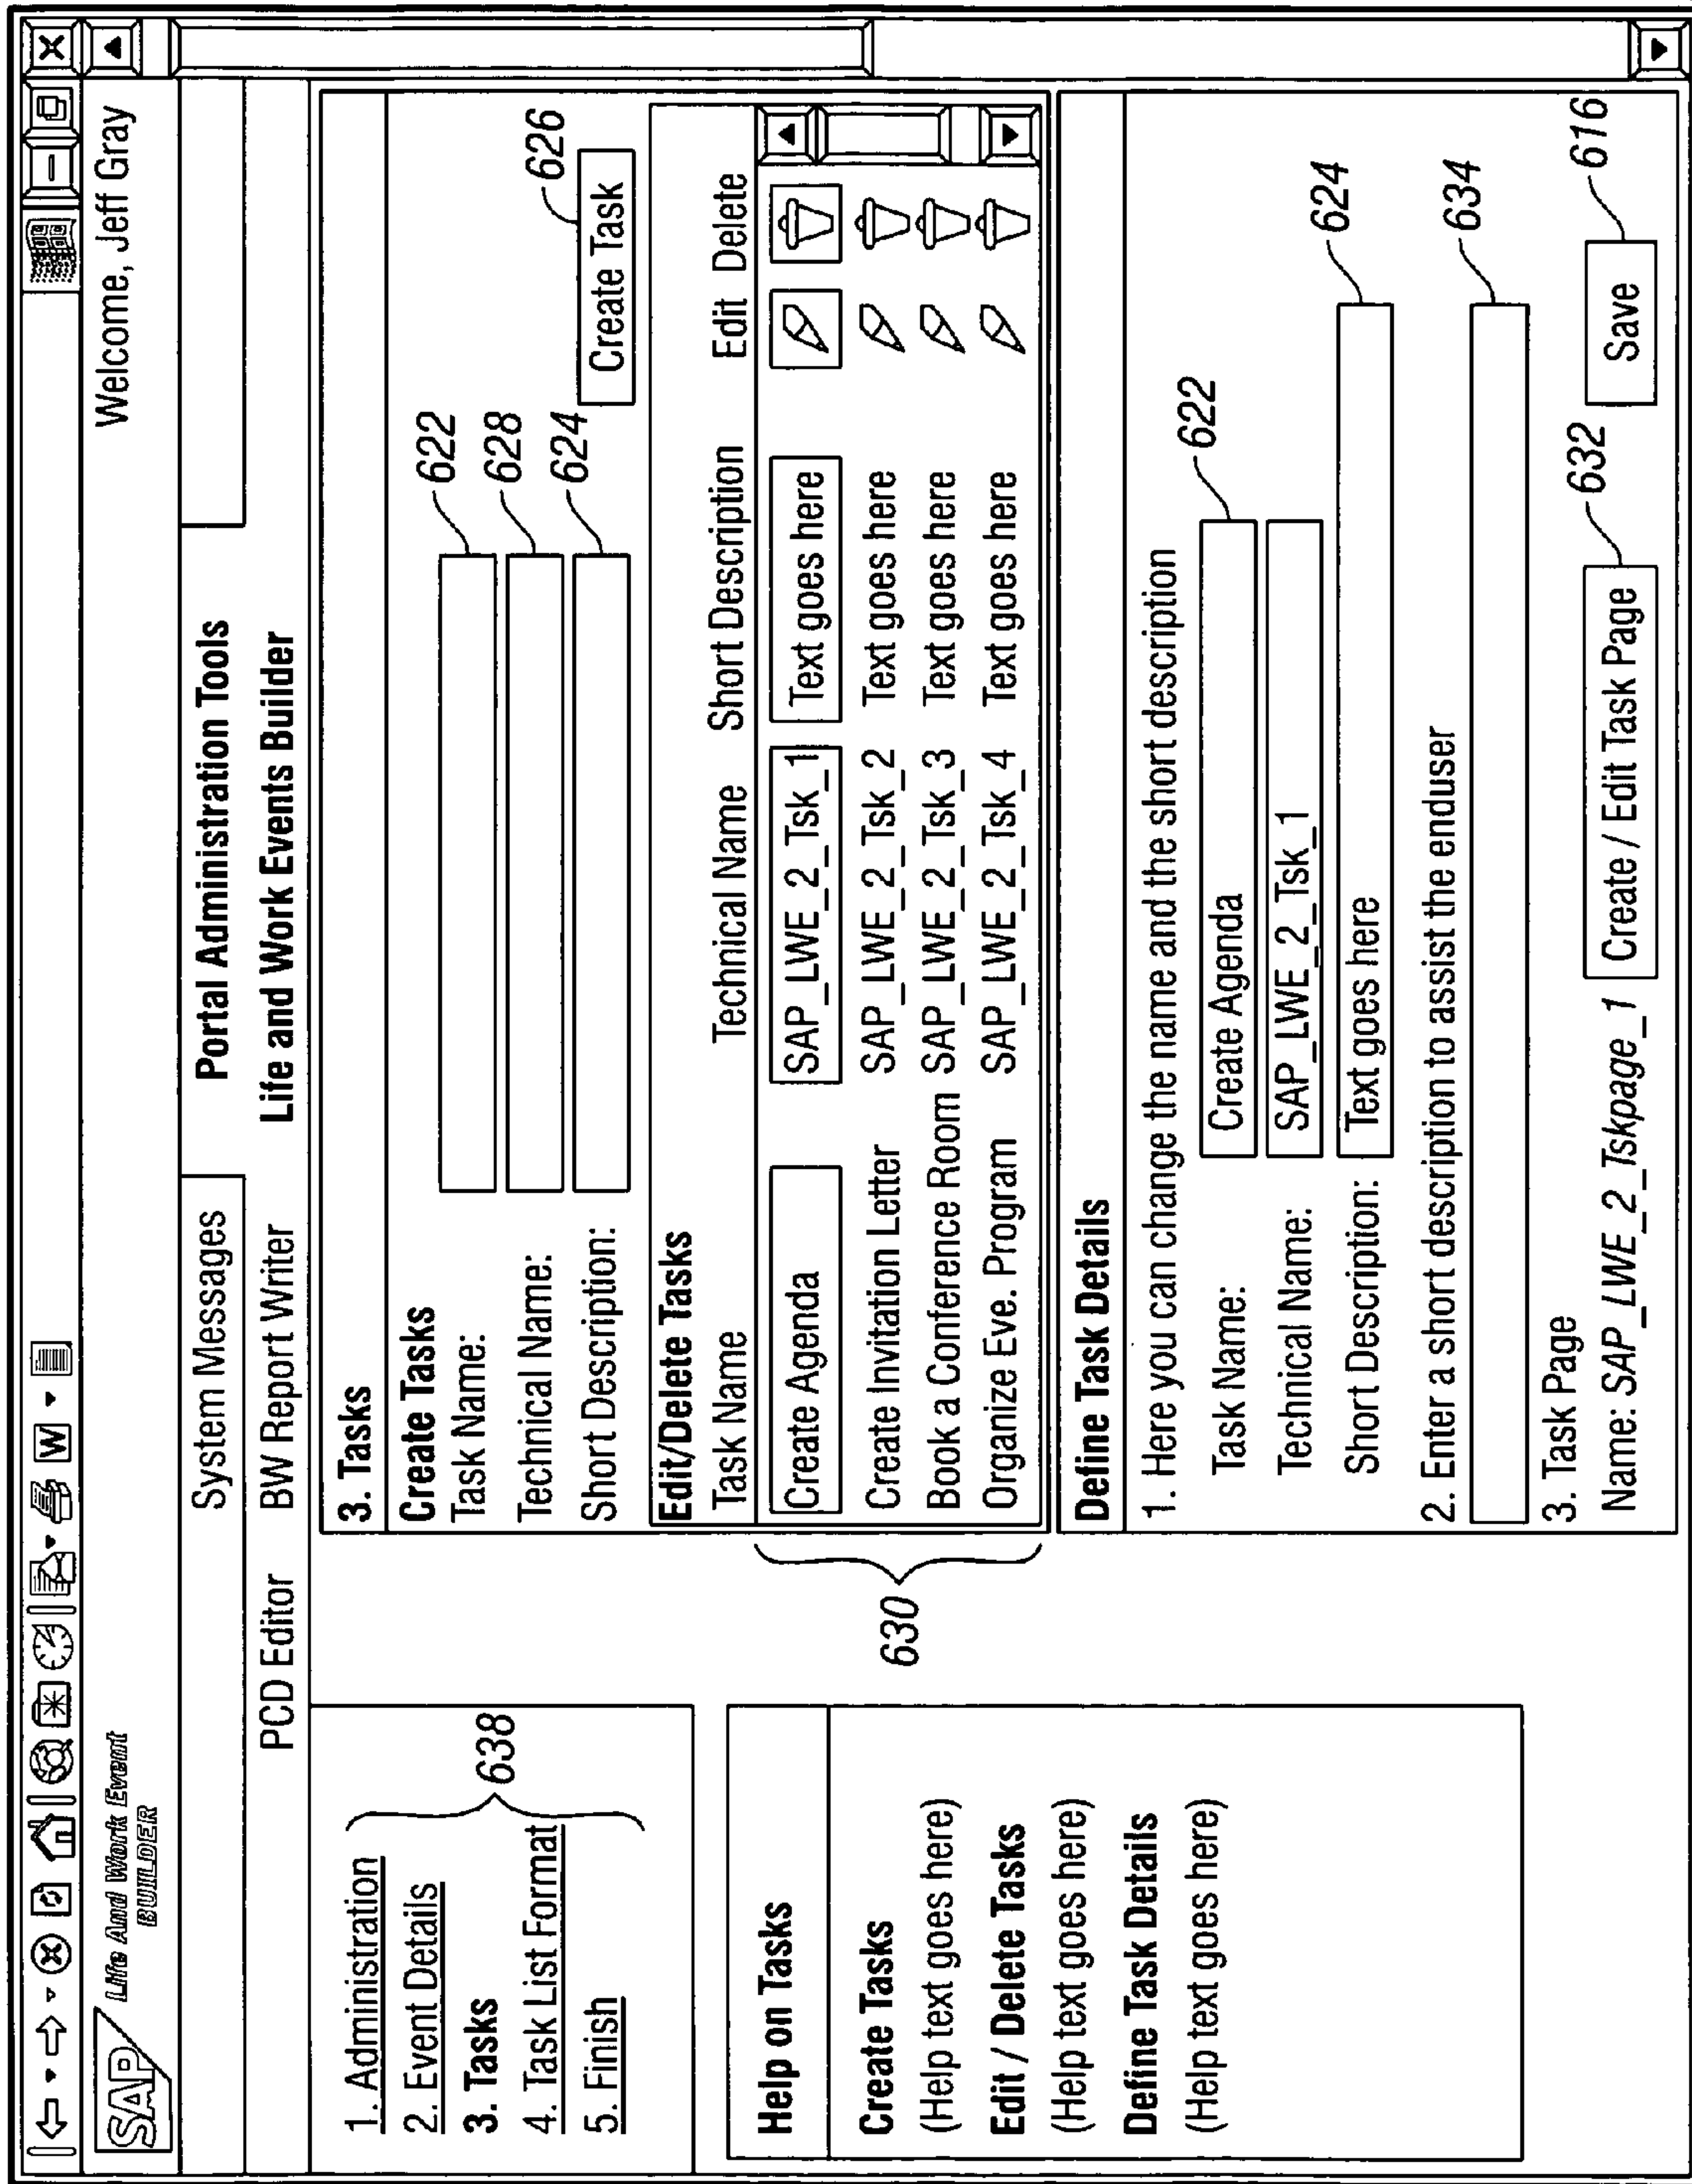 W
Life And Work Event
BUILDER
SAP
Welcome, Jeff Gray
System Messages
Portal Administration Tools
PCD Editor
BW Report Writer
Life and Work Events Builder
1. Administration
2. Event Details
3. Tasks
4. Task List Format
5. Finish
638
Help on Tasks
Create Tasks
(Help text goes here)
Edit / Delete Tasks
(Help text goes here)
Define Task Details
(Help text goes here)
3. Tasks
Create Tasks
Task Name:
622
Technical Name:
628
Short Description:
624
626
Create Task
Edit/Delete Tasks
Task Name Technical Name Short Description Edit Delete
Create Agenda SAP_LWE_2_Tsk_1 Text goes here
Create Invitation Letter SAP_LWE_2_Tsk_2 Text goes here
Book a Conference Room SAP_LWE_2_Tsk_3 Text goes here
Organize Eve. Program SAP_LWE_2_Tsk_4 Text goes here
630
Define Task Details
1. Here you can change the name and the short description
Task Name: Create Agenda
622
Technical Name: SAP_LWE_2_Tsk_1
Short Description: Text goes here
624
2. Enter a short description to assist the enduser
634
3. Task Page
Name: SAP_LWE_2_Tskpage_1 Create / Edit Task Page
632
Save
616